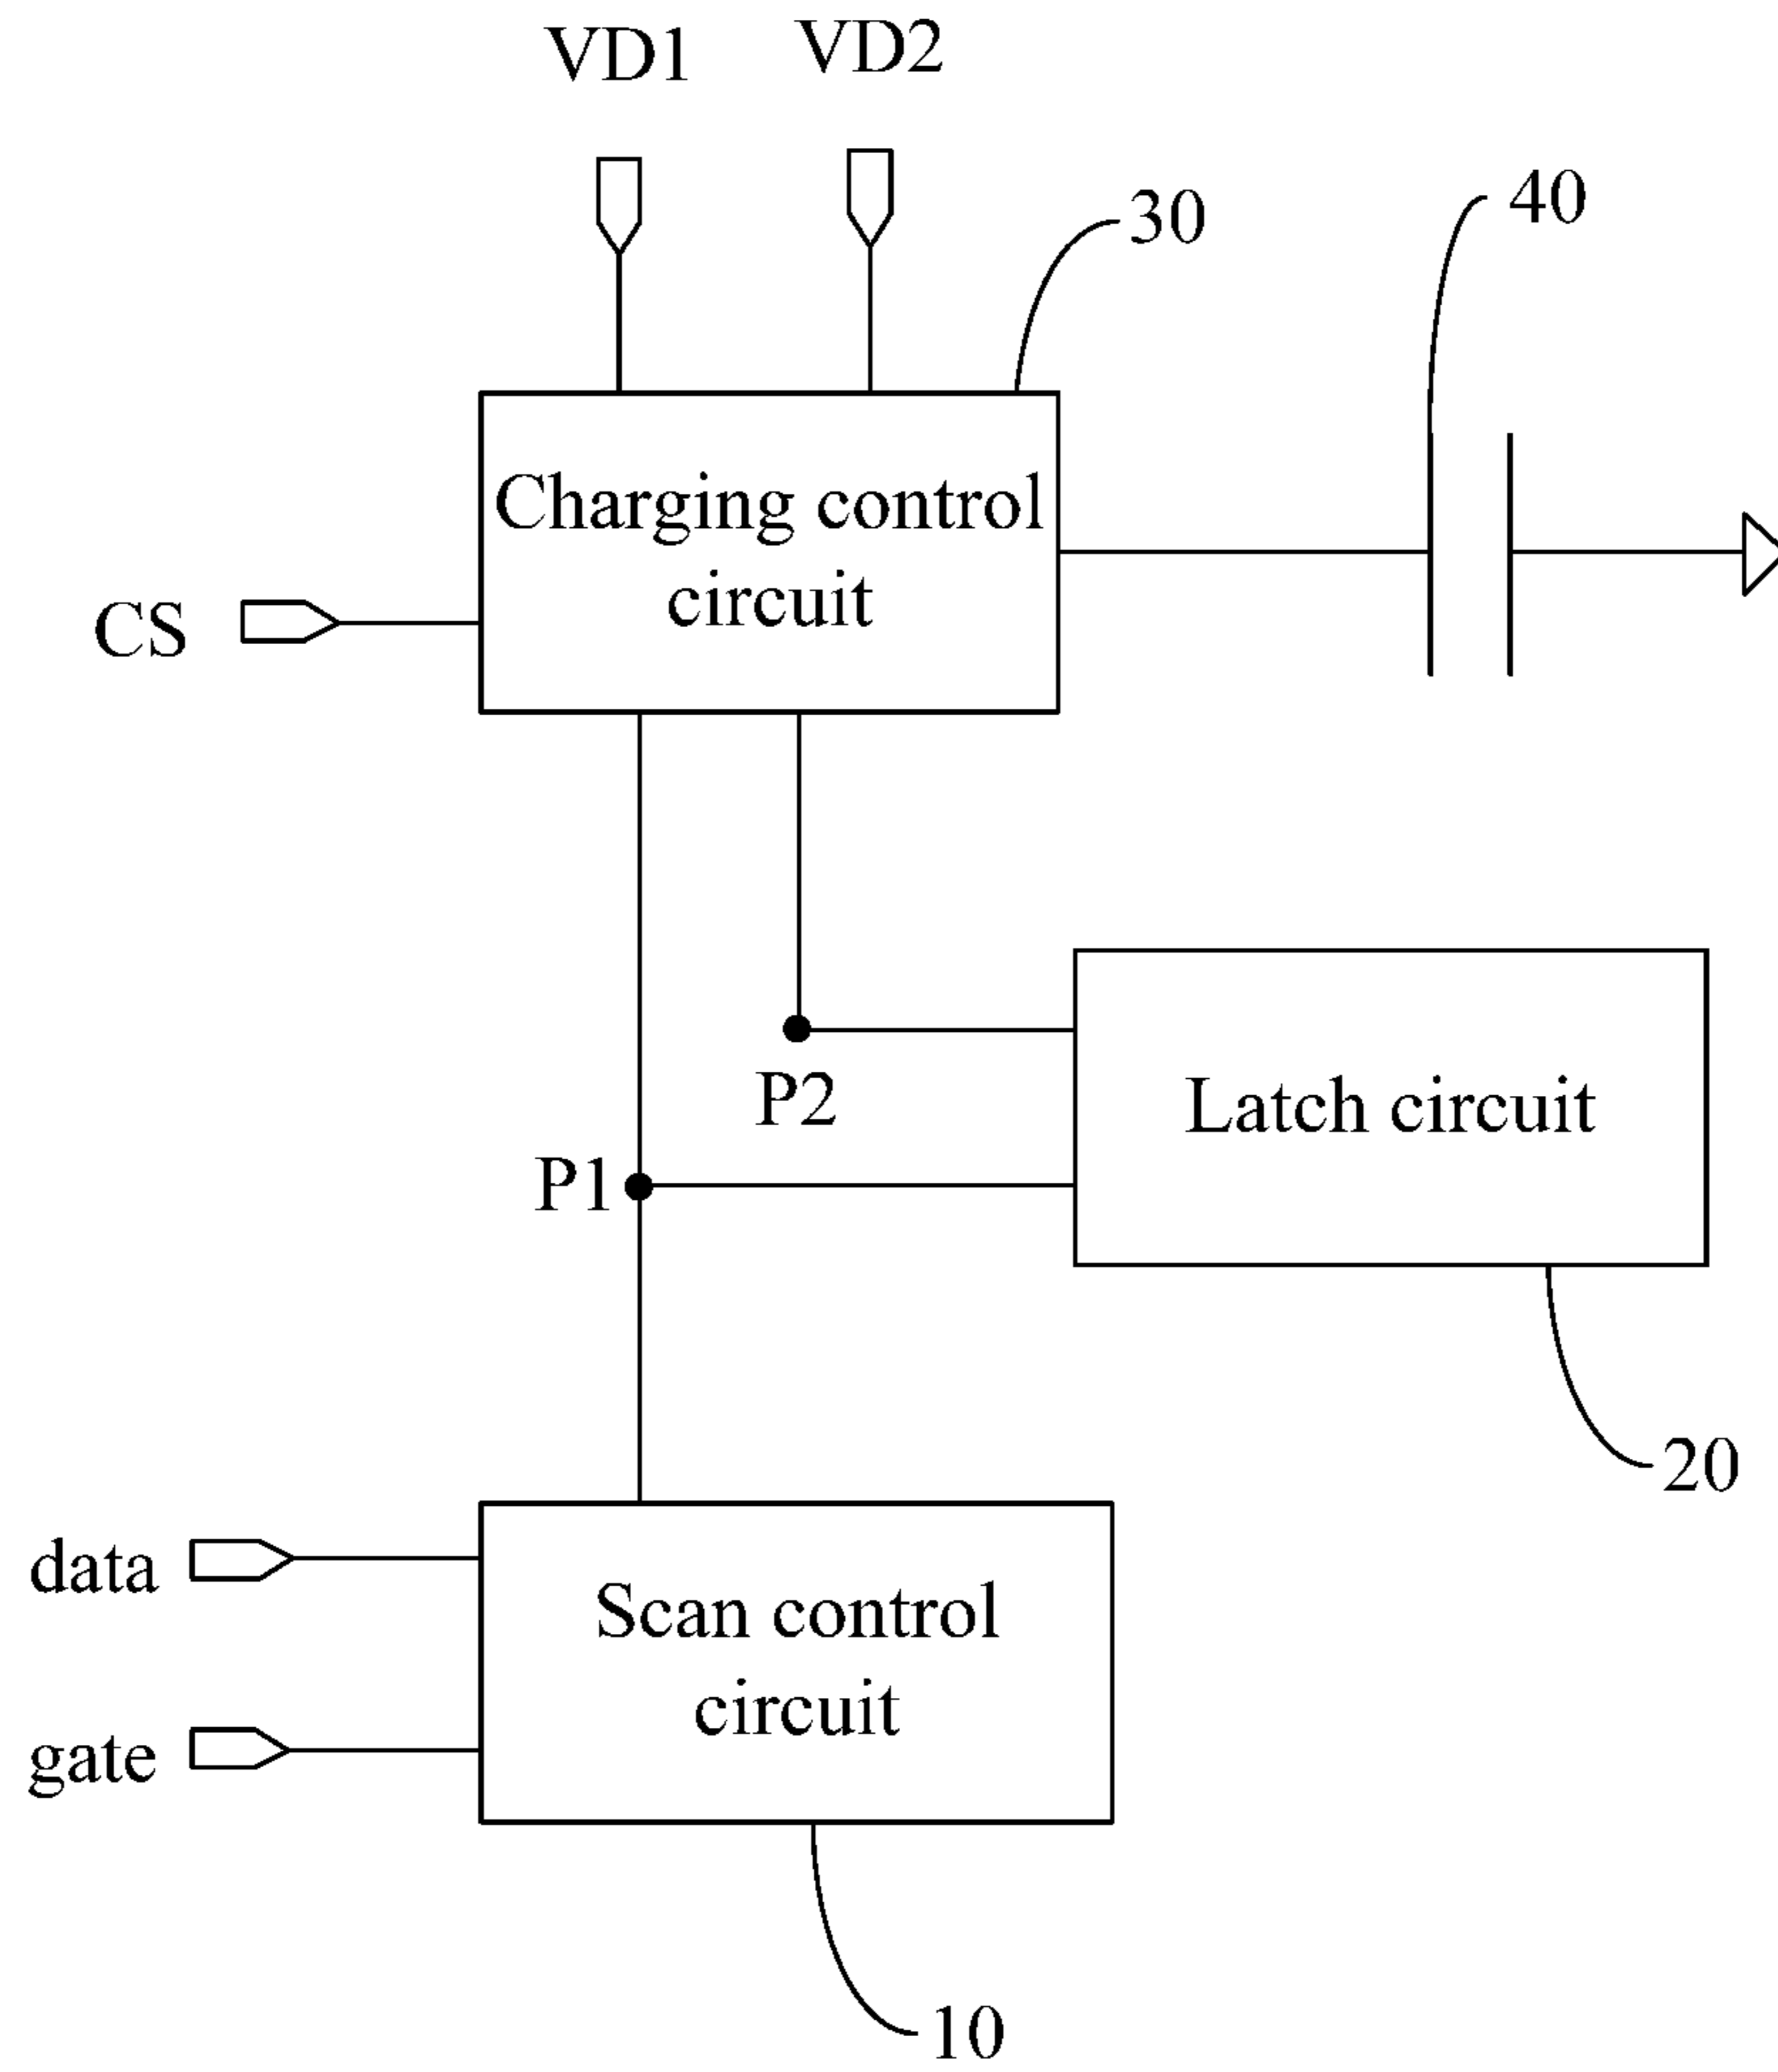 VD1
VD2
30
40
Charging control
circuit
CS
P2
Latch circuit
P1
20
data
Scan control
circuit
gate
10